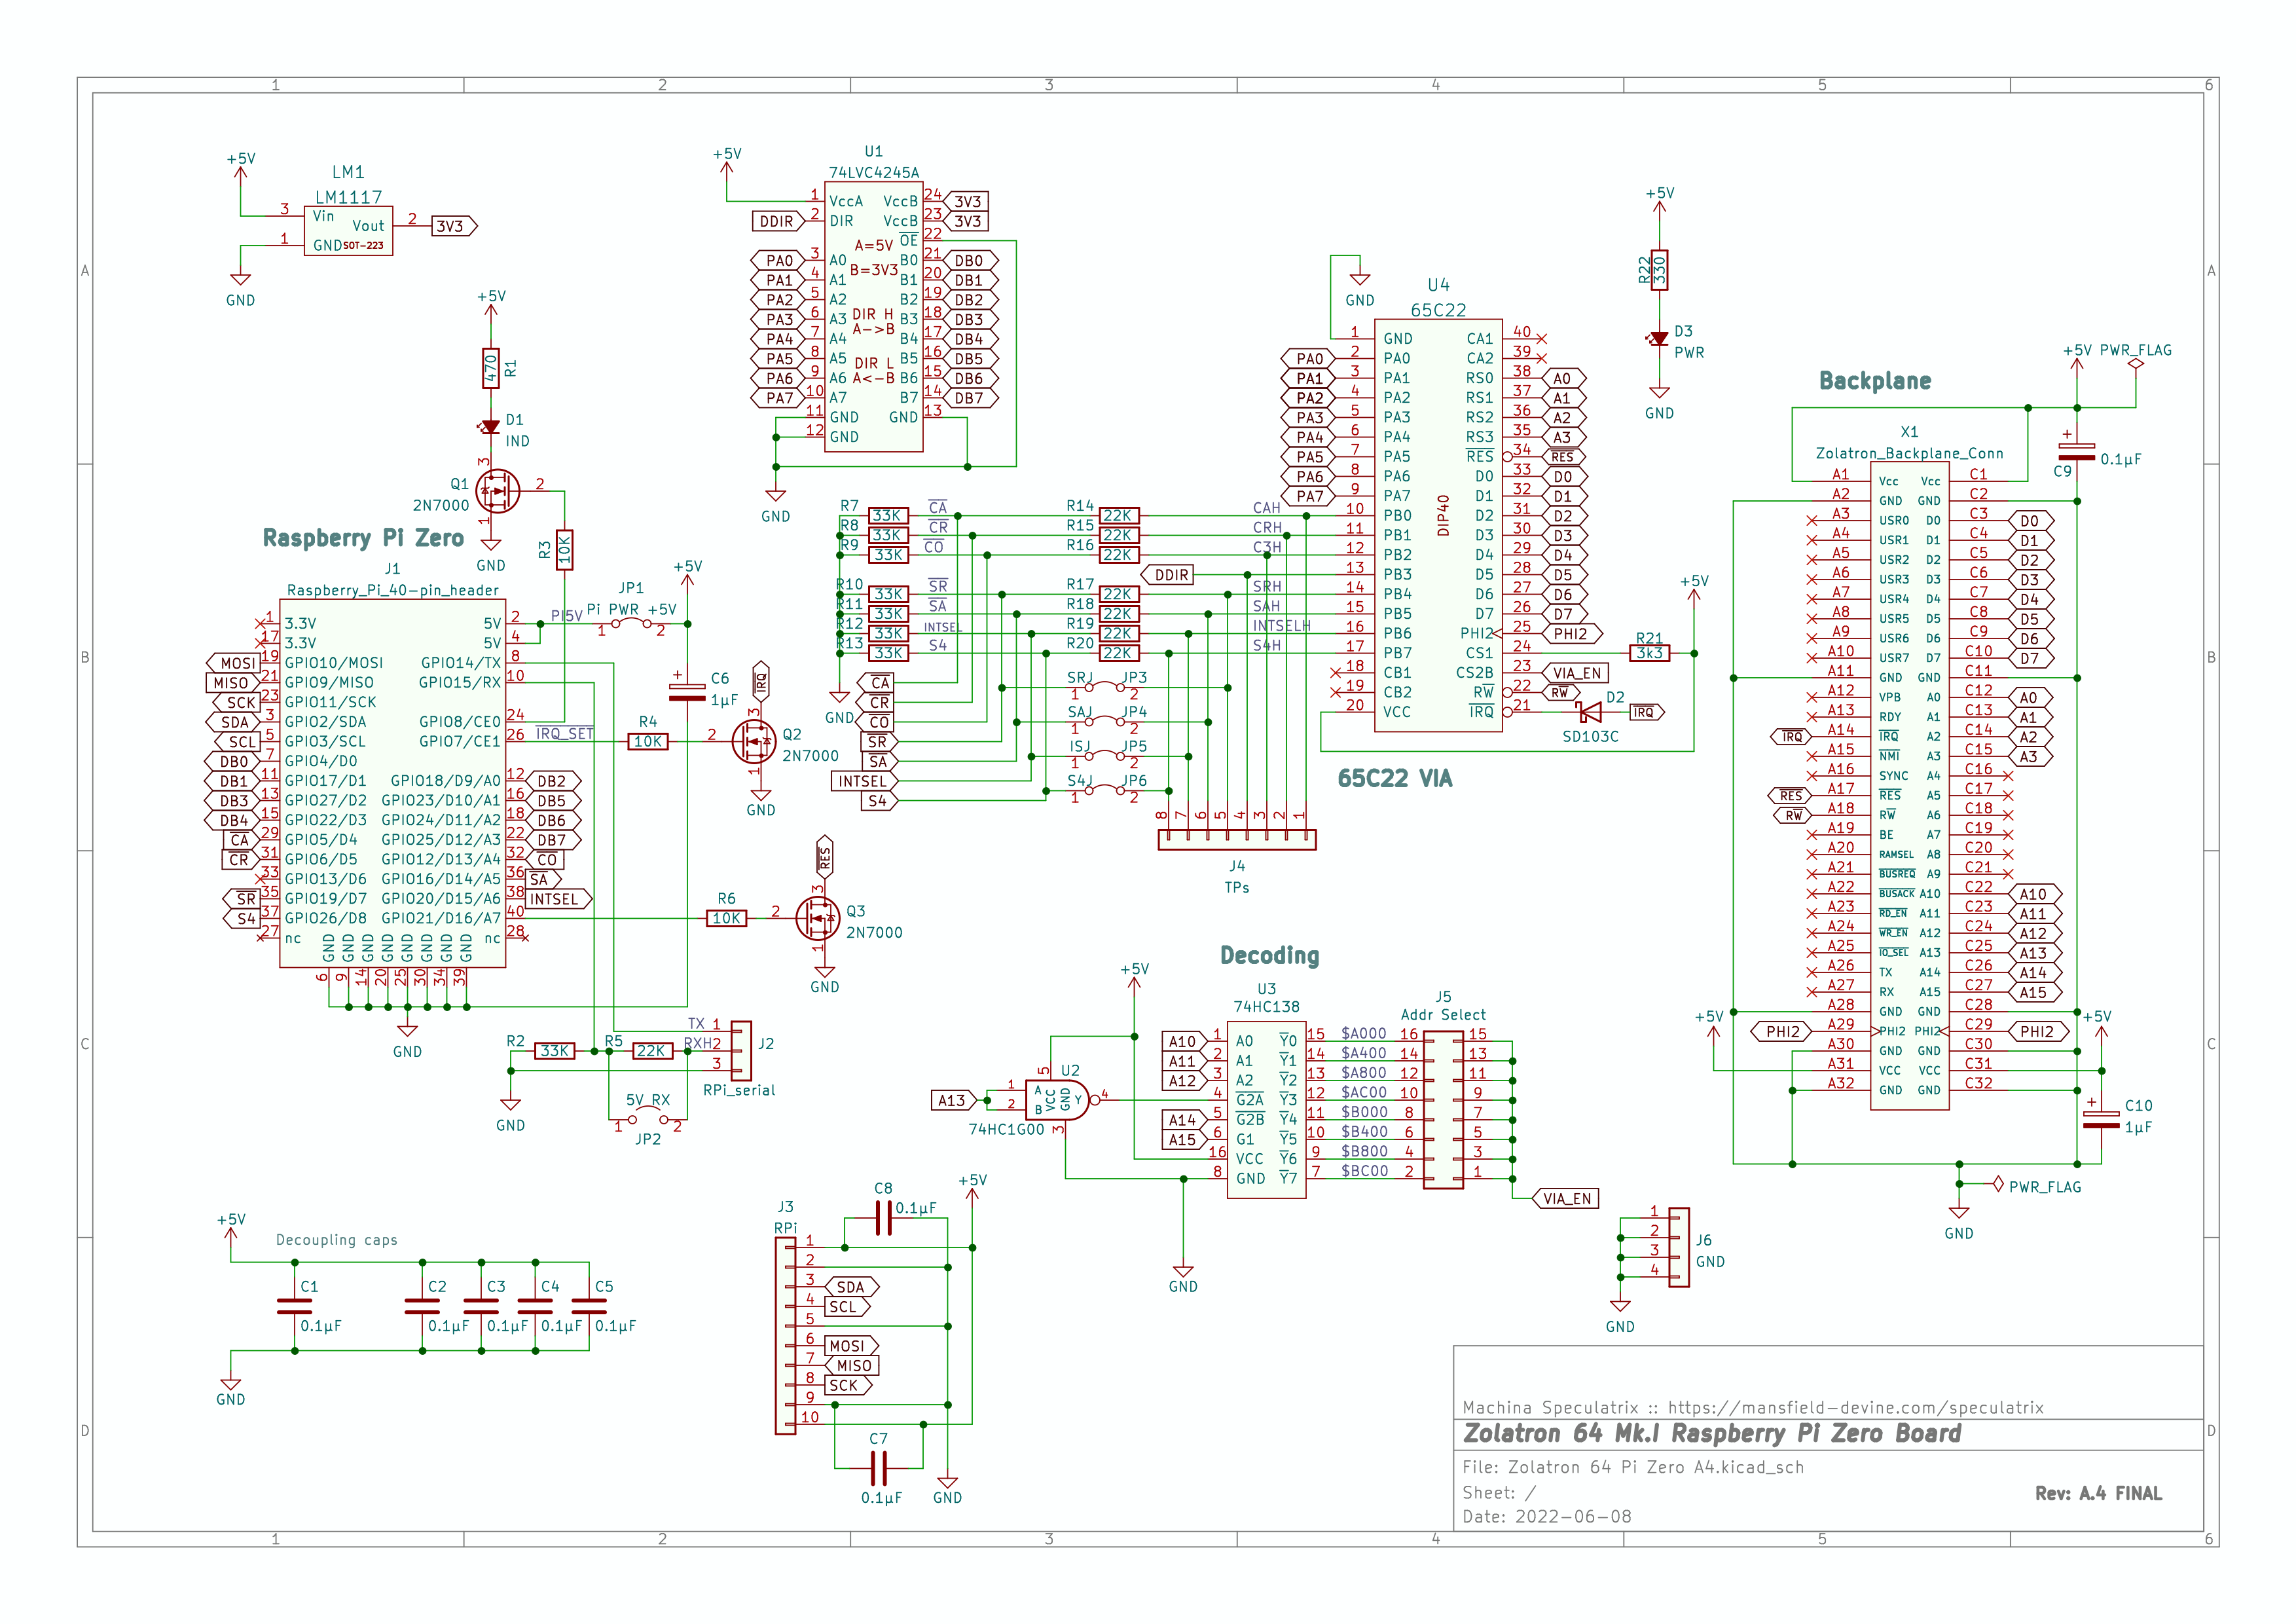 1 2 3 4 5 6
A
B
C
D
+5V
LM1
LM1117
3 Vin
Vout 2 3V3
1 GND SOT-223
GND
+5V
470 R1
D1
IND
3
Q1
2N7000
2
1
GND
R3 10K
Raspberry Pi Zero
J1
Raspberry_Pi_40-pin_header
1 3.3V 5V 2
17 3.3V 5V 4
MOSI 19 GPIO10/MOSI GPIO14/TX 8
MISO 21 GPIO9/MISO GPIO15/RX 10
SCK 23 GPIO11/SCK
SDA 3 GPIO2/SDA GPIO8/CE0 24
SCL 5 GPIO3/SCL GPIO7/CE1 26
DB0 7 GPIO4/D0
DB1 11 GPIO17/D1 GPIO18/D9/A0 12 DB2
DB3 13 GPIO27/D2 GPIO23/D10/A1 16 DB5
DB4 15 GPIO22/D3 GPIO24/D11/A2 18 DB6
CA 29 GPIO5/D4 GPIO25/D12/A3 22 DB7
CR 31 GPIO6/D5 GPIO12/D13/A4 32 CO
33 GPIO13/D6 GPIO16/D14/A5 36 SA
SR 35 GPIO19/D7 GPIO20/D15/A6 38 INTSEL
S4 37 GPIO26/D8 GPIO21/D16/A7 40
27 nc nc 28
GND GND GND GND GND GND GND GND
6 9 14 20 25 30 34 39
GND
PI5V
JP1
Pi PWR +5V
1 2
+5V
C6
1µF
IRQ_SET
R4
10K
IRQ
3
2
Q2
2N7000
1
GND
R6
10K
RES
3
2
Q3
2N7000
1
GND
TX 1
RXH 2
3
J2
RPi_serial
R2
33K
R5
22K
GND
5V RX
1 2
JP2
+5V
Decoupling caps
C1
0.1µF
C2
0.1µF
C3
0.1µF
C4
0.1µF
C5
0.1µF
GND
+5V
U1
74LVC4245A
1 VccA VccB 24 3V3
DDIR 2 DIR VccB 23 3V3
OE 22
A=5V
B=3V3
PA0 3 A0 B0 21 DB0
PA1 4 A1 B1 20 DB1
PA2 5 A2 B2 19 DB2
PA3 6 A3 B3 18 DB3
PA4 7 A4 B4 17 DB4
PA5 8 A5 B5 16 DB5
PA6 9 A6 B6 15 DB6
PA7 10 A7 B7 14 DB7
DIR H
A->B
DIR L
A<-B
11 GND GND 13
12 GND
GND
R7 33K CA R14 22K CAH
R8 33K CR R15 22K CRH
R9 33K CO R16 22K C3H
DDIR
R10 33K SR R17 22K SRH
R11 33K SA R18 22K SAH
R12 33K INTSEL R19 22K INTSELH
R13 33K S4 R20 22K S4H
GND
CA
CR
CO
SR
SA
INTSEL
S4
SRJ JP3
1 2
SAJ JP4
1 2
ISJ JP5
1 2
S4J JP6
1 2
8 7 6 5 4 3 2 1
J4
TPs
GND
U4
65C22
DIP40
1 GND CA1 40
PA0 2 PA0 CA2 39
PA1 3 PA1 RS0 38 A0
PA2 4 PA2 RS1 37 A1
PA3 5 PA3 RS2 36 A2
PA4 6 PA4 RS3 35 A3
PA5 7 PA5 RES 34 RES
PA6 8 PA6 D0 33 D0
PA7 9 PA7 D1 32 D1
10 PB0 D2 31 D2
11 PB1 D3 30 D3
12 PB2 D4 29 D4
13 PB3 D5 28 D5
14 PB4 D6 27 D6
15 PB5 D7 26 D7
16 PB6 PHI2 25 PHI2
17 PB7 CS1 24
18 CB1 CS2B 23 VIA_EN
19 CB2 RW 22 RW
20 VCC IRQ 21
65C22 VIA
+5V
R21
3k3
D2
SD103C
IRQ
+5V
R22 330
D3
PWR
GND
Decoding
+5V
U3
74HC138
A10 1 A0 Y0 15 $A000 16 15
A11 2 A1 Y1 14 $A400 14 13
A12 3 A2 Y2 13 $A800 12 11
4 G2A Y3 12 $AC00 10 9
A14 5 G2B Y4 11 $B000 8 7
A15 6 G1 Y5 10 $B400 6 5
16 VCC Y6 9 $B800 4 3
8 GND Y7 7 $BC00 2 1
J5
Addr Select
VIA_EN
GND
A13
U2
74HC1G00
1 A
2 B
5 VCC
GND 3
Y 4
J3
RPi
1
2
3 SDA
4 SCL
5
6 MOSI
7 MISO
8 SCK
9
10
C8
0.1µF
+5V
C7
0.1µF
GND
1
2
3
4
J6
GND
GND
Backplane
+5V PWR_FLAG
C9 0.1µF
X1
Zolatron_Backplane_Conn
A1 Vcc Vcc C1
A2 GND GND C2
A3 USR0 D0 C3 D0
A4 USR1 D1 C4 D1
A5 USR2 D2 C5 D2
A6 USR3 D3 C6 D3
A7 USR4 D4 C7 D4
A8 USR5 D5 C8 D5
A9 USR6 D6 C9 D6
A10 USR7 D7 C10 D7
A11 GND GND C11
A12 VPB A0 C12 A0
A13 RDY A1 C13 A1
IRQ A14 IRQ A2 C14 A2
A15 NMI A3 C15 A3
A16 SYNC A4 C16
RES A17 RES A5 C17
RW A18 RW A6 C18
A19 BE A7 C19
A20 RAMSEL A8 C20
A21 BUSREQ A9 C21
A22 BUSACK A10 C22 A10
A23 RD_EN A11 C23 A11
A24 WR_EN A12 C24 A12
A25 IO_SEL A13 C25 A13
A26 TX A14 C26 A14
A27 RX A15 C27 A15
A28 GND GND C28
PHI2 A29 PHI2 PHI2 C29 PHI2
A30 GND GND C30
A31 VCC VCC C31
A32 GND GND C32
+5V
+5V
C10
1µF
PWR_FLAG
GND
Machina Speculatrix :: https://mansfield-devine.com/speculatrix
Zolatron 64 Mk.I Raspberry Pi Zero Board
File: Zolatron 64 Pi Zero A4.kicad_sch
Sheet: /
Rev: A.4 FINAL
Date: 2022-06-08
A
B
C
D
1 2 3 4 5 6